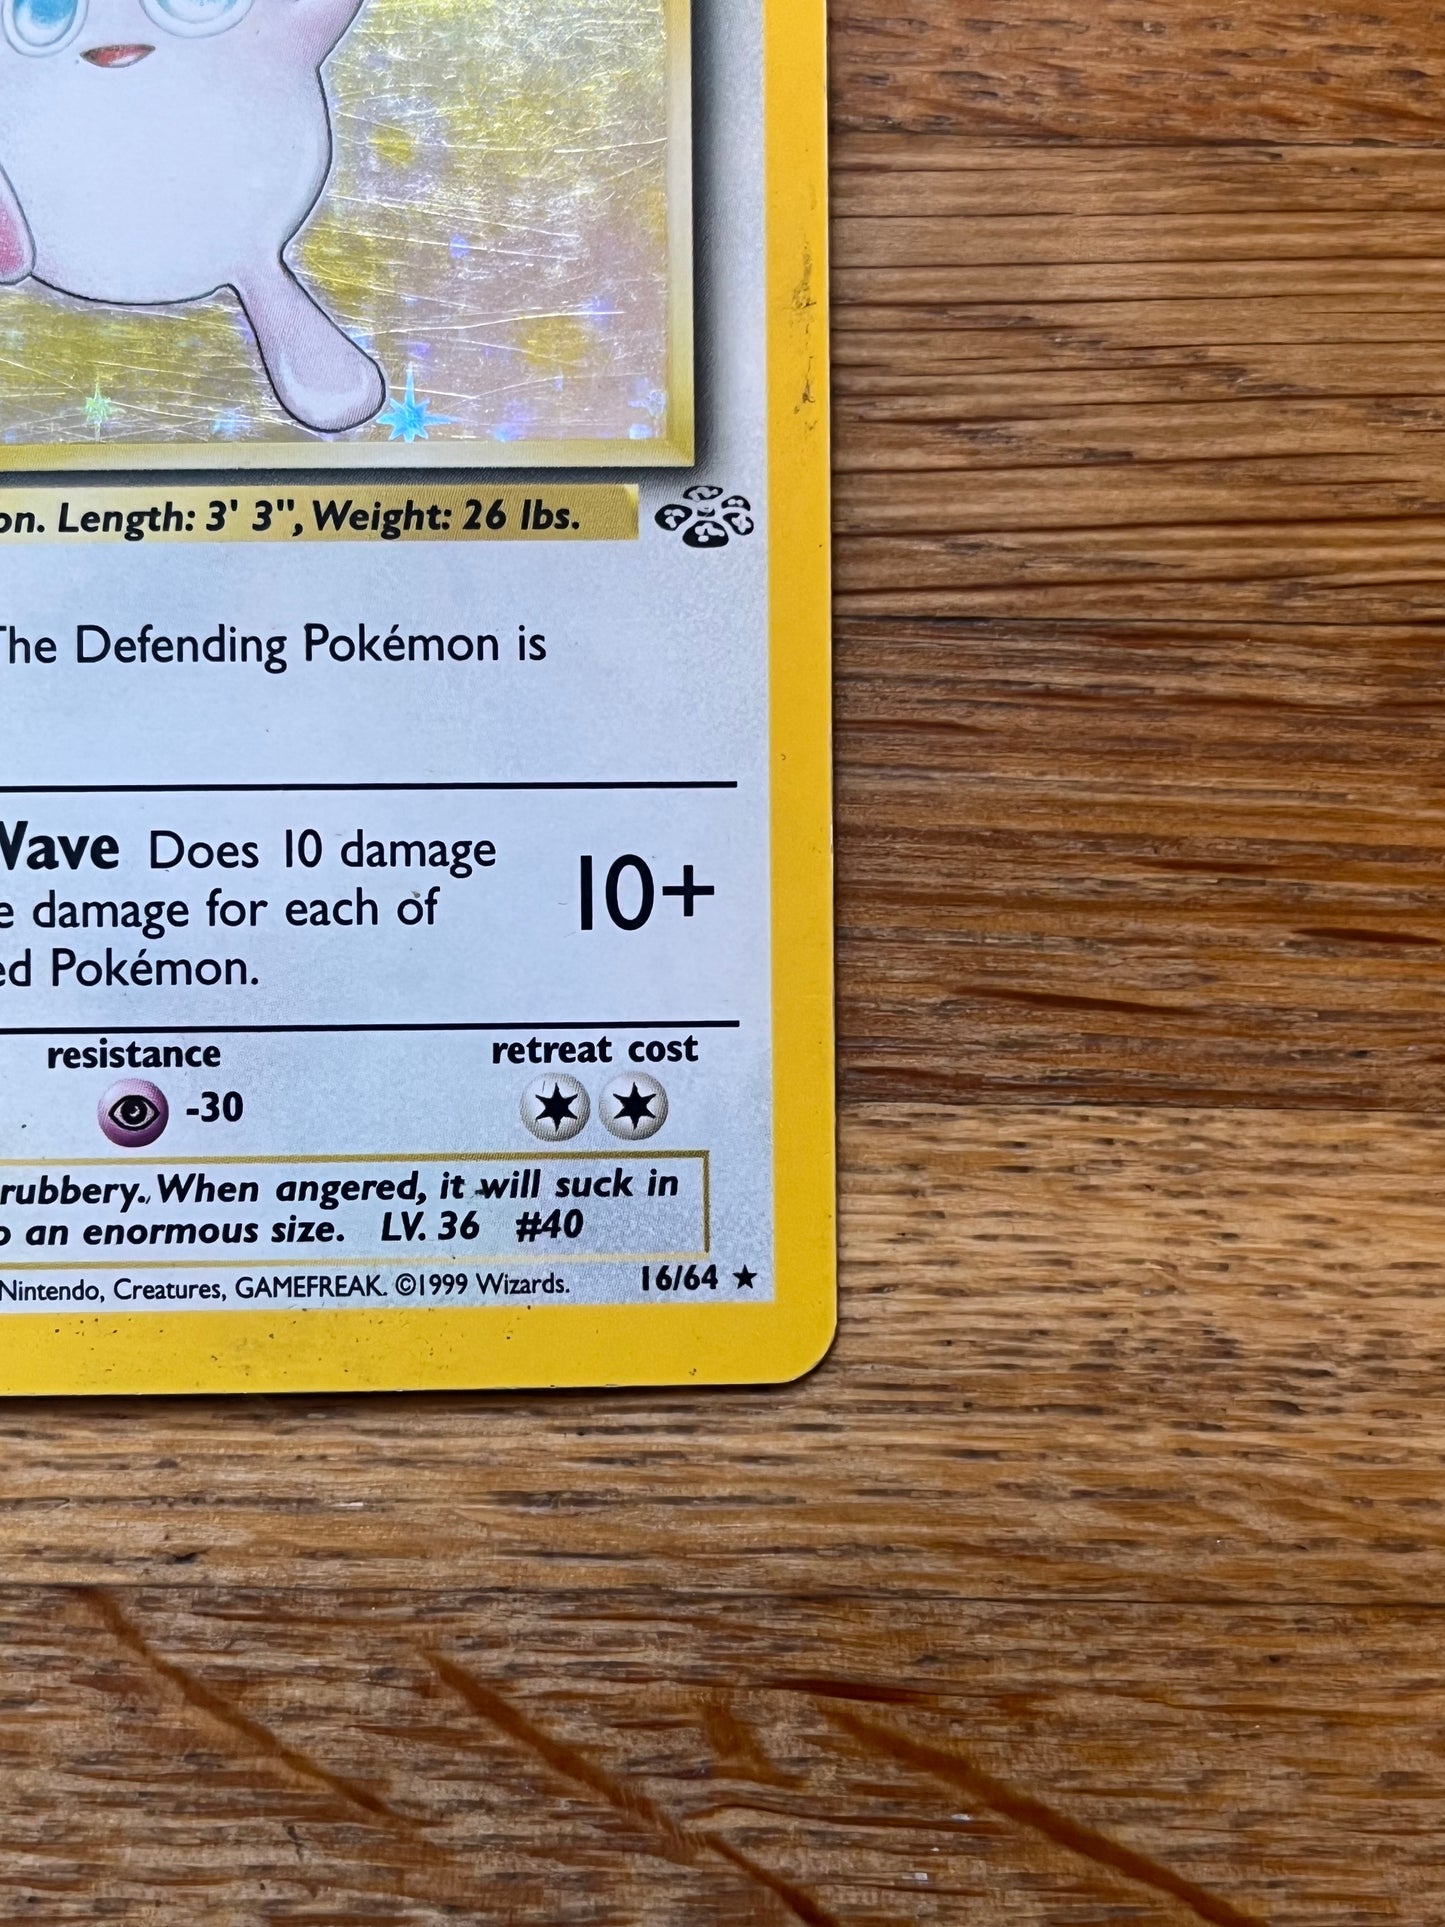 on. Length: 3' 3", Weight: 26 lbs.
The Defending Pokémon is
Wave Does 10 damage
e damage for each of
10+
ed Pokémon.
resistance
retreat cost
-30
rubbery. When angered, it will suck in
o an enormous size. LV. 36 #40
Nintendo, Creatures, GAMEFREAK. ©1999 Wizards.
16/64 ★